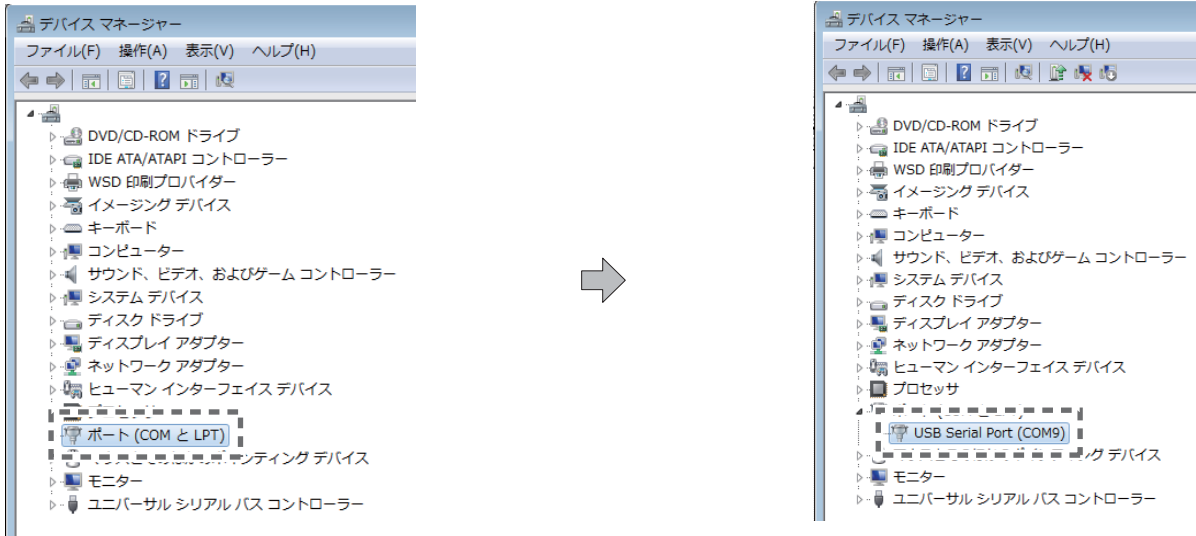 デバイス マネージャー
ファイル(F) 操作(A) 表示(V) ヘルプ(H)
DVD/CD-ROM ドライブ
IDE ATA/ATAPI コントローラー
WSD 印刷プロバイダー
イメージング デバイス
キーボード
コンピューター
サウンド、ビデオ、およびゲーム コントローラー
システム デバイス
ディスク ドライブ
ディスプレイ アダプター
ネットワーク アダプター
ヒューマン インターフェイス デバイス
ポート (COM と LPT)
ンティング デバイス
モニター
ユニバーサル シリアル バス コントローラー
デバイス マネージャー
ファイル(F) 操作(A) 表示(V) ヘルプ(H)
DVD/CD-ROM ドライブ
IDE ATA/ATAPI コントローラー
WSD 印刷プロバイダー
イメージング デバイス
キーボード
コンピューター
サウンド、ビデオ、およびゲーム コントローラー
システム デバイス
ディスク ドライブ
ディスプレイ アダプター
ネットワーク アダプター
ヒューマン インターフェイス デバイス
プロセッサ
USB Serial Port (COM9)
グ デバイス
モニター
ユニバーサル シリアル バス コントローラー